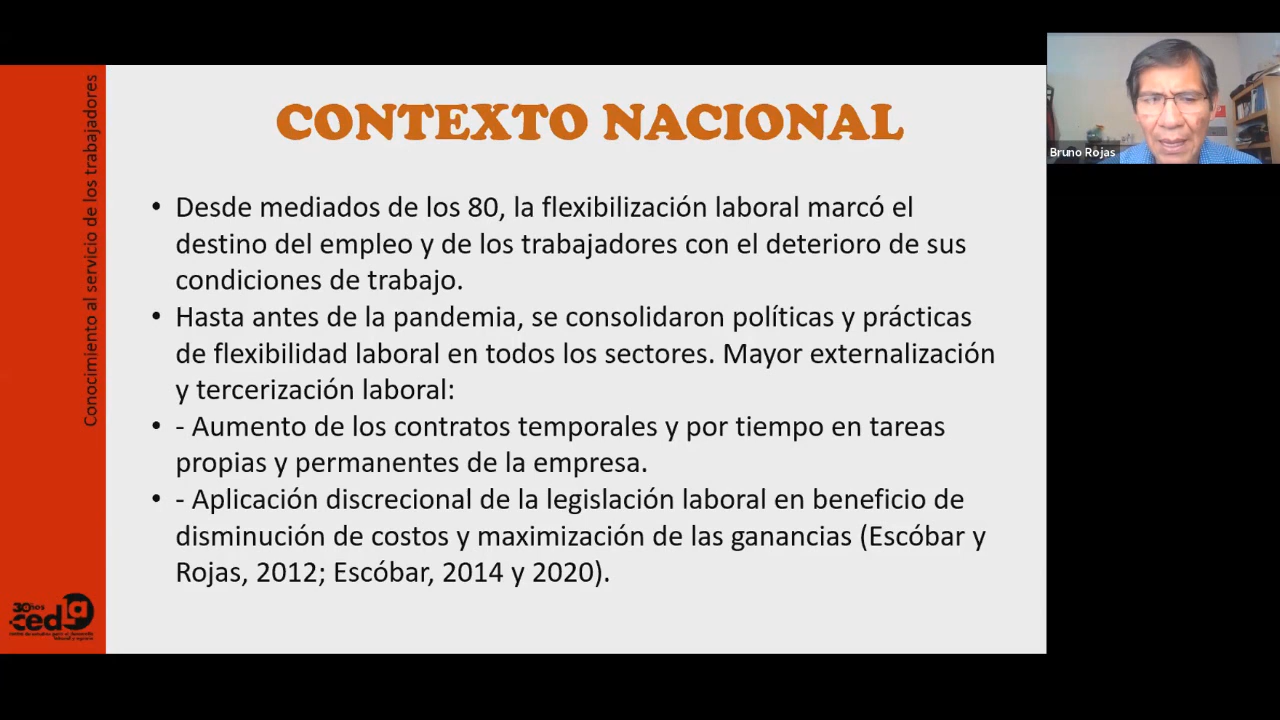 CONTEXTO NACIONAL
• Desde mediados de los 80, la flexibilización laboral marcó el
destino del empleo y de los trabajadores con el deterioro de sus
condiciones de trabajo.
• Hasta antes de la pandemia, se consolidaron políticas y prácticas
de flexibilidad laboral en todos los sectores. Mayor externalización
y tercerización laboral:
• - Aumento de los contratos temporales y por tiempo en tareas
propias y permanentes de la empresa.
• - Aplicación discrecional de la legislación laboral en beneficio de
disminución de costos y maximización de las ganancias (Escóbar y
Rojas, 2012; Escóbar, 2014 y 2020).
Conocimiento al servicio de los trabajadores
30años
cedla
Bruno Rojas